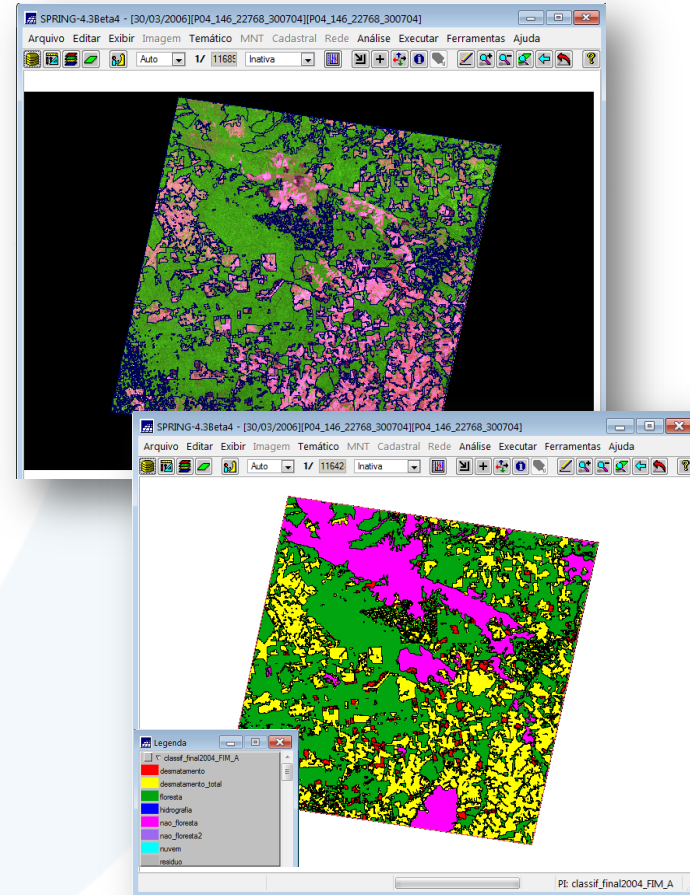 SPRING-4.3Beta4 - [30/03/2006][P04_146_22768_300704][P04_146_22768_300704]
Arquivo Editar Exibir Imagem Temático MNT Cadastral Rede Análise Executar Ferramentas Ajuda
Auto 1/ 11685 Inativa
SPRING-4.3Beta4 - [30/03/2006][P04_146_22768_300704][P04_146_22768_300704]
Arquivo Editar Exibir Imagem Temático MNT Cadastral Rede Análise Executar Ferramentas Ajuda
Auto 1/ 11642 Inativa
Legenda
classif_final2004_FIM_A
desmatamento
desmatamento_total
floresta
hidrografia
nao_floresta
nao_floresta2
nuvem
residuo
PI: classif_final2004_FIM_A